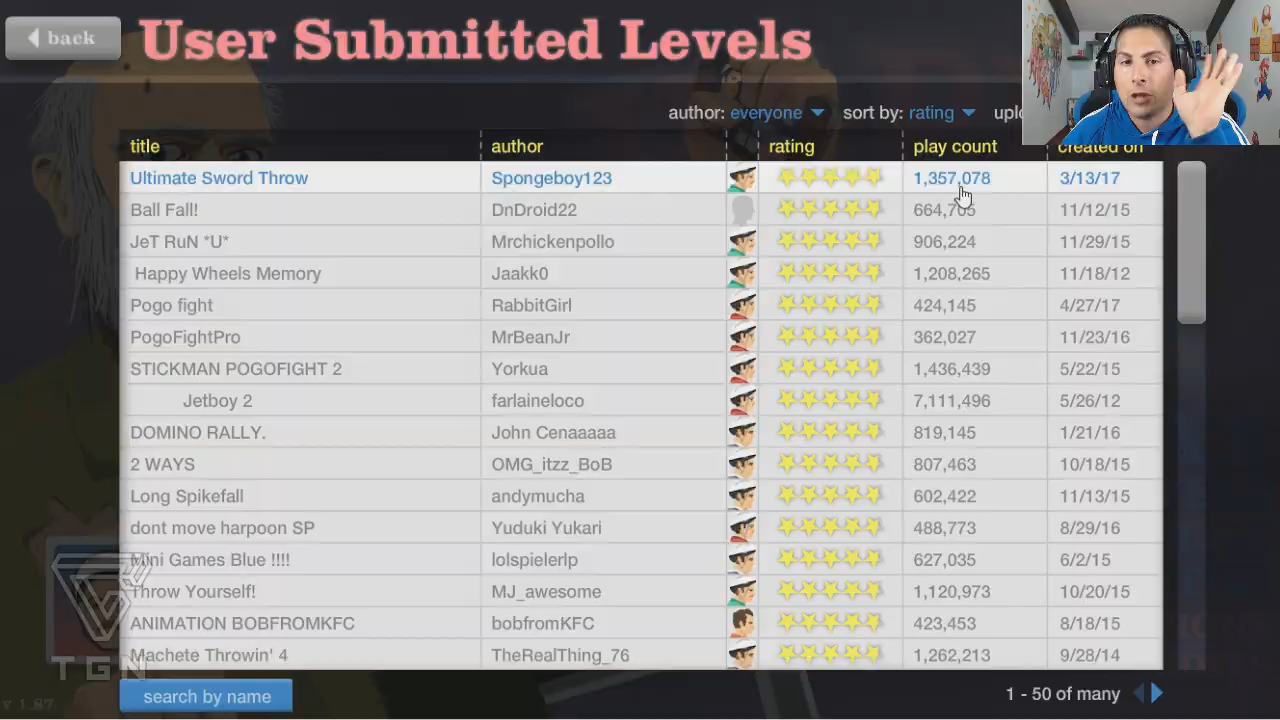 back
User Submitted Levels
author: everyone sort by: rating
title author rating play count created on
Ultimate Sword Throw Spongeboy123 1,357,078 3/13/17
Ball Fall! DnDroid22 664,705 11/12/15
JeT RuN *U* Mrchickenpollo 906,224 11/29/15
Happy Wheels Memory Jaakk0 1,208,265 11/18/12
Pogo fight RabbitGirl 424,145 4/27/17
PogoFightPro MrBeanJr 362,027 11/23/16
STICKMAN POGOFIGHT 2 Yorkua 1,436,439 5/22/15
Jetboy 2 farlaineloco 7,111,496 5/26/12
DOMINO RALLY. John Cenaaaaa 819,145 1/21/16
2 WAYS OMG_itzz_BoB 807,463 10/18/15
Long Spikefall andymucha 602,422 11/13/15
dont move harpoon SP Yuduki Yukari 488,773 8/29/16
Mini Games Blue !!!! lolspielerlp 627,035 6/2/15
Throw Yourself! MJ_awesome 1,120,973 10/20/15
ANIMATION BOBFROMKFC bobfromKFC 423,453 8/18/15
Machete Throwin' 4 TheRealThing_76 1,262,213 9/28/14
TGN
search by name
1 - 50 of many
v 1.87